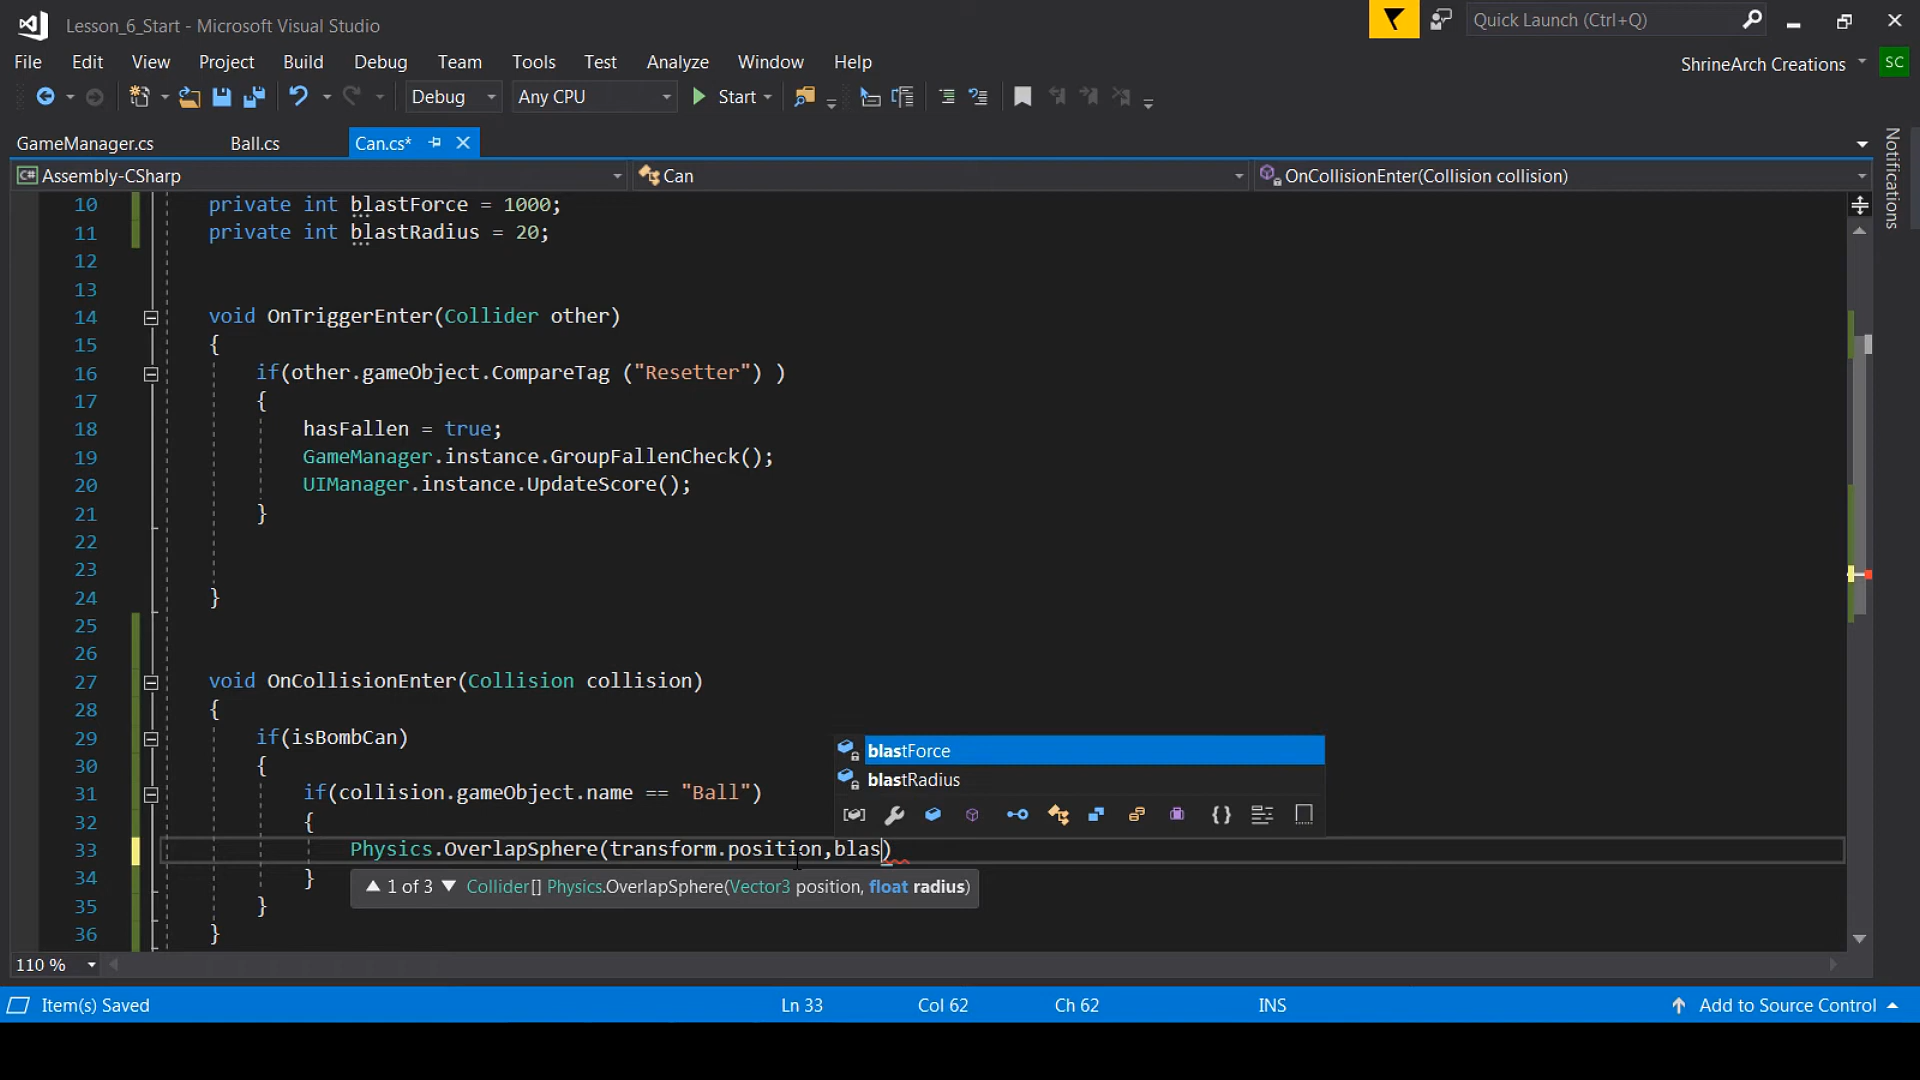 Lesson_6_Start - Microsoft Visual Studio
Quick Launch (Ctrl+Q)
File Edit View Project Build Debug Team Tools Test Analyze Window Help
ShrineArch Creations SC
Debug Any CPU Start
GameManager.cs Ball.cs Can.cs*
Notifications
C# Assembly-CSharp Can OnCollisionEnter(Collision collision)
10 private int blastForce = 1000;
11 private int blastRadius = 20;
12
13
14 void OnTriggerEnter(Collider other)
15 {
16 if(other.gameObject.CompareTag ("Resetter") )
17 {
18 hasFallen = true;
19 GameManager.instance.GroupFallenCheck();
20 UIManager.instance.UpdateScore();
21 }
22
23
24 }
25
26
27 void OnCollisionEnter(Collision collision)
28 {
29 if(isBombCan)
30 {
31 if(collision.gameObject.name == "Ball")
32 {
33 Physics.OverlapSphere(transform.position,blas)
34 }
35 }
36 }
blastForce
blastRadius
1 of 3 Collider[] Physics.OverlapSphere(Vector3 position, float radius)
110 %
Item(s) Saved Ln 33 Col 62 Ch 62 INS Add to Source Control